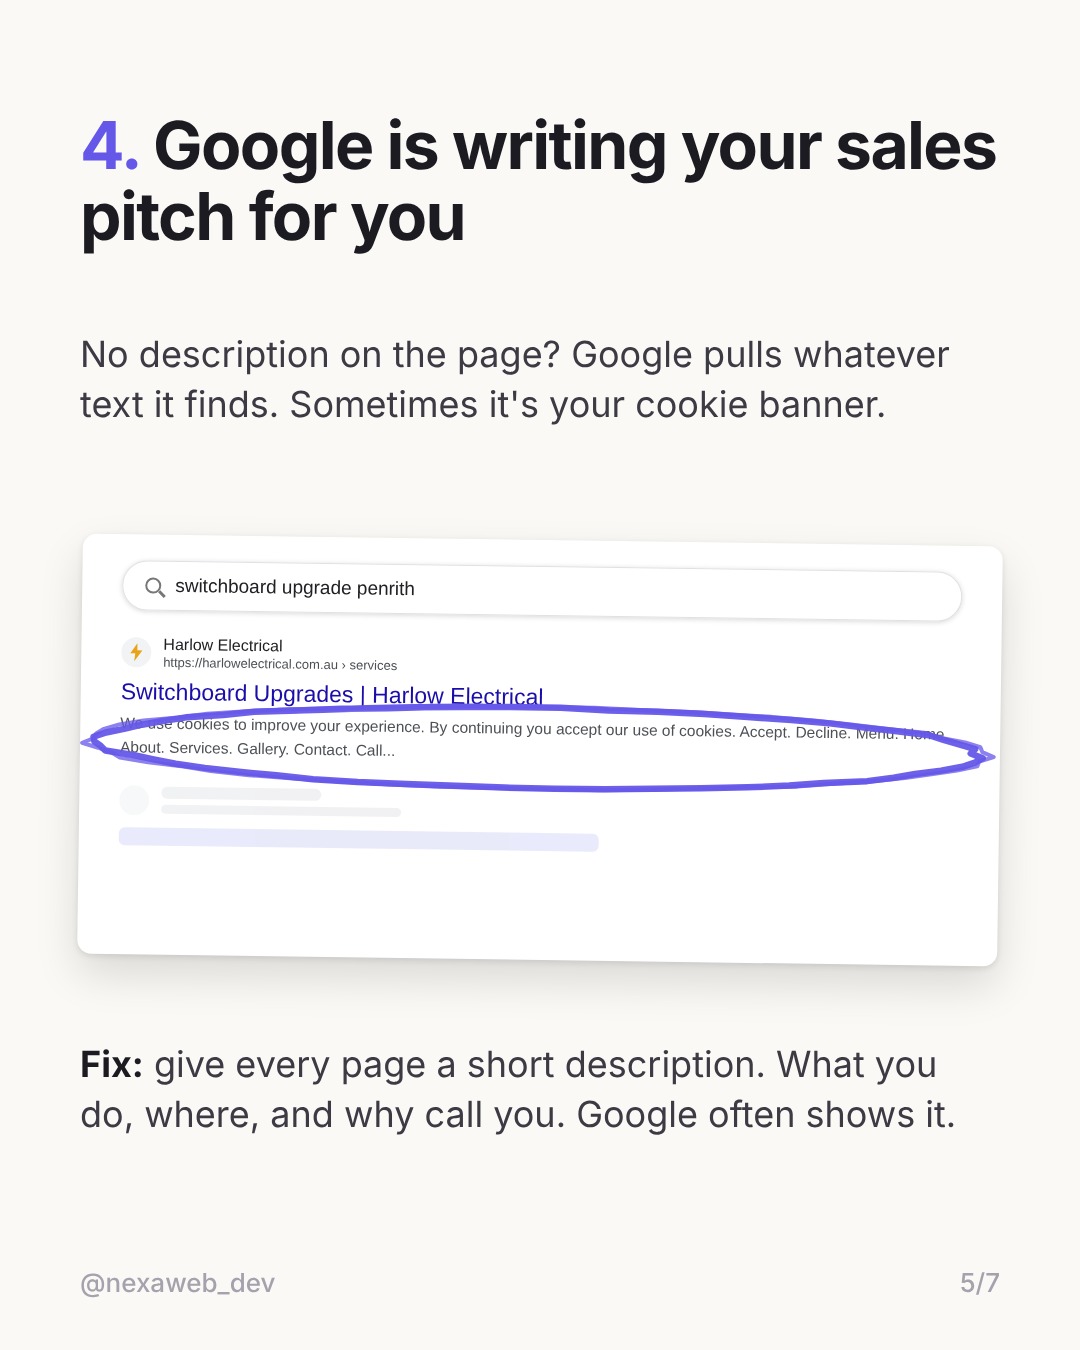 4. Google is writing your sales
pitch for you
No description on the page? Google pulls whatever
text it finds. Sometimes it's your cookie banner.
switchboard upgrade penrith
Harlow Electrical
https://harlowelectrical.com.au › services
Switchboard Upgrades | Harlow Electrical
We use cookies to improve your experience. By continuing you accept our use of cookies. Accept. Decline. Menu. Home.
About. Services. Gallery. Contact. Call...
Fix: give every page a short description. What you
do, where, and why call you. Google often shows it.
@nexaweb_dev
5/7